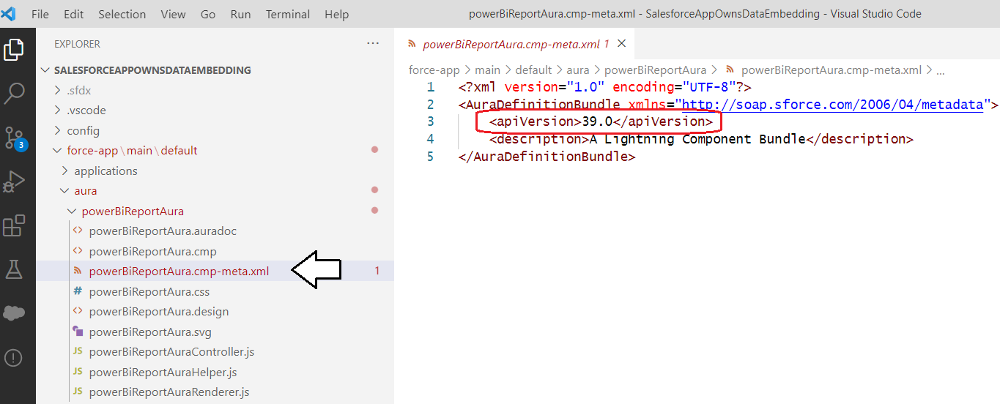 File Edit Selection View Go Run Terminal Help
powerBiReportAura.cmp-meta.xml - SalesforceAppOwnsDataEmbedding - Visual Studio Code
EXPLORER ...
SALESFORCEAPPOWNSDATAEMBEDDING
.sfdx
.vscode
config
3
force-app\main\default
applications
aura
powerBiReportAura
powerBiReportAura.auradoc
powerBiReportAura.cmp
powerBiReportAura.cmp-meta.xml 1
# powerBiReportAura.css
powerBiReportAura.design
powerBiReportAura.svg
JS powerBiReportAuraController.js
JS powerBiReportAuraHelper.js
JS powerBiReportAuraRenderer.js
powerBiReportAura.cmp-meta.xml 1
force-app > main > default > aura > powerBiReportAura > powerBiReportAura.cmp-meta.xml > ...
1 <?xml version="1.0" encoding="UTF-8"?>
2 <AuraDefinitionBundle xmlns="http://soap.sforce.com/2006/04/metadata">
3 <apiVersion>39.0</apiVersion>
4 <description>A Lightning Component Bundle</description>
5 </AuraDefinitionBundle>